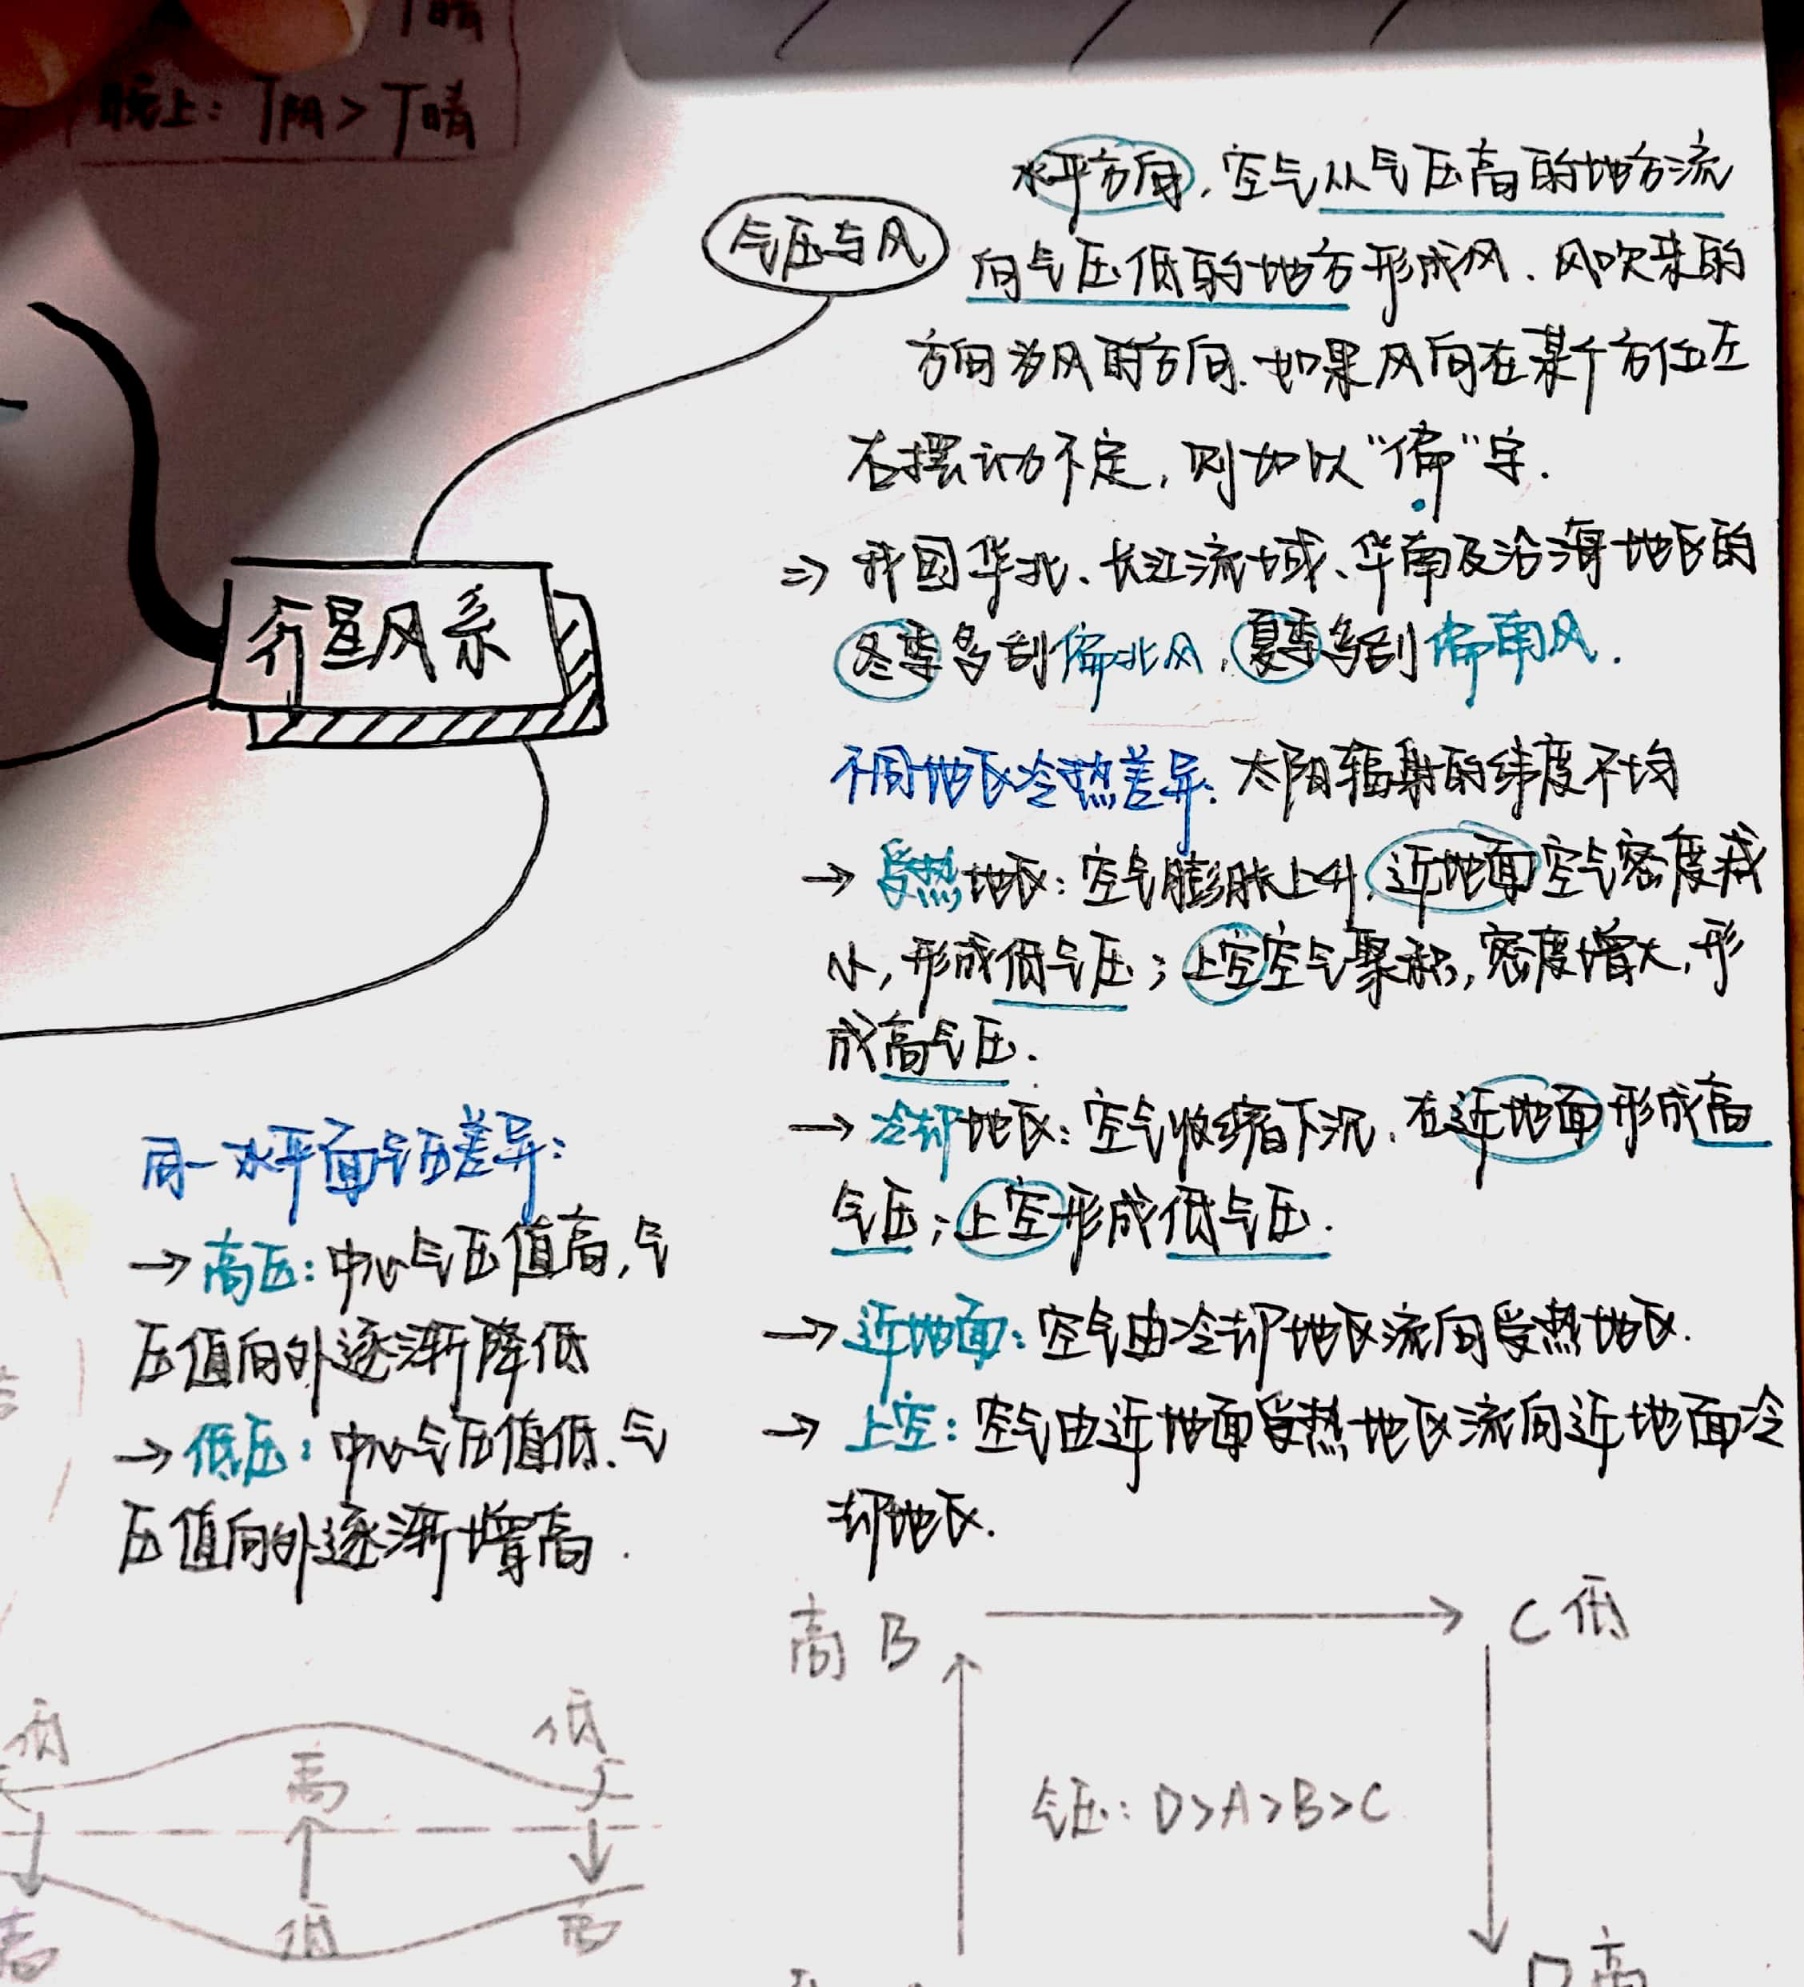 晚上：T阴 > T晴
气压与风
水平方向，空气从气压高的地方流
向气压低的地方形成风．风吹来的
方向为风的方向．如果风向在某个方位左
右摆动不定，则加以“偏”字．
⇒ 我国华北、长江流域、华南及沿海地区的
冬季多刮偏北风，夏季多刮偏南风．
行星风系
不同地区冷热差异：太阳辐射的纬度不均
→ 受热地区：空气膨胀上升，近地面空气密度减
小，形成低气压；上空空气聚积，密度增大，形
成高气压．
→ 冷却地区：空气收缩下沉．在近地面形成高
气压；上空形成低气压．
→ 近地面：空气由冷却地区流向受热地区．
→ 上空：空气由近地面受热地区流向近地面冷
却地区．
同一水平面气压差异：
→ 高压：中心气压值高，气
压值向外逐渐降低
→ 低压：中心气压值低．气
压值向外逐渐增高．
低 高 低
高 低 高
高 B → C 低
气压：D>A>B>C
D 高